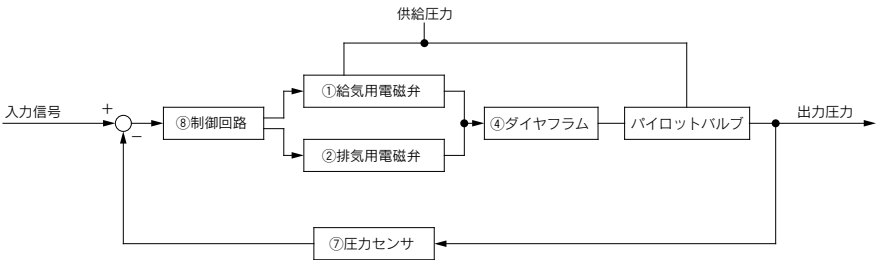 供給圧力
①給気用電磁弁
入力信号
+
−
⑧制御回路
④ダイヤフラム
パイロットバルブ
出力圧力
②排気用電磁弁
⑦圧力センサ